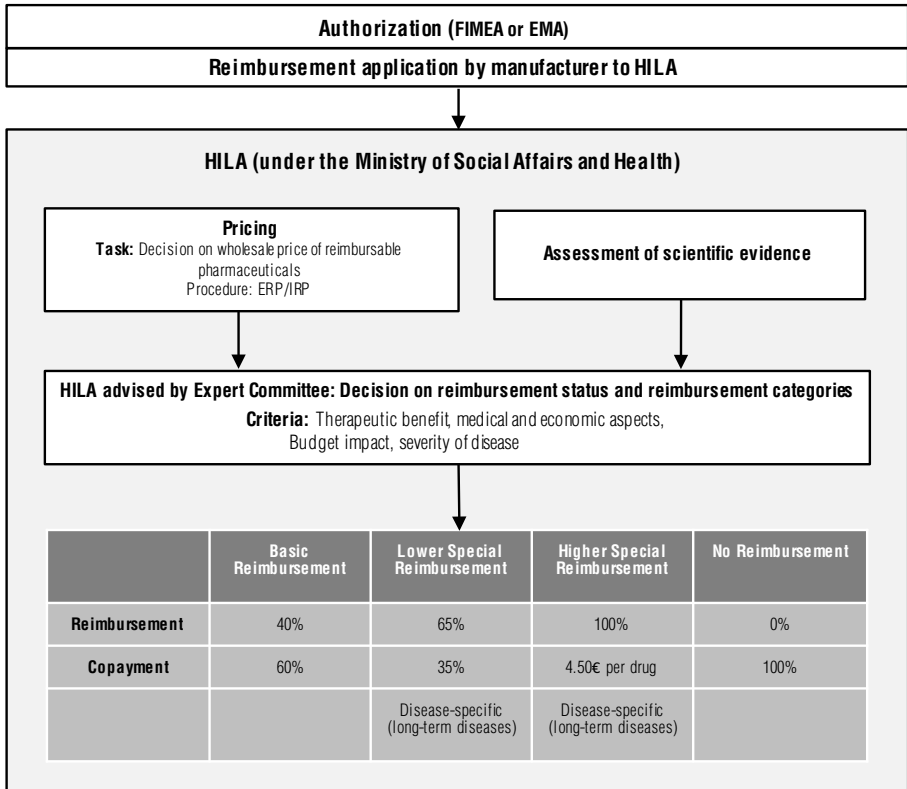 Authorization (FIMEA or EMA)
Reimbursement application by manufacturer to HILA
HILA (under the Ministry of Social Affairs and Health)
Pricing
Task: Decision on wholesale price of reimbursable
pharmaceuticals
Procedure: ERP/IRP
Assessment of scientific evidence
HILA advised by Expert Committee: Decision on reimbursement status and reimbursement categories
Criteria: Therapeutic benefit, medical and economic aspects,
Budget impact, severity of disease
Basic Reimbursement Lower Special Reimbursement Higher Special Reimbursement No Reimbursement
Reimbursement 40% 65% 100% 0%
Copayment 60% 35% 4.50€ per drug 100%
Disease-specific (long-term diseases) Disease-specific (long-term diseases)